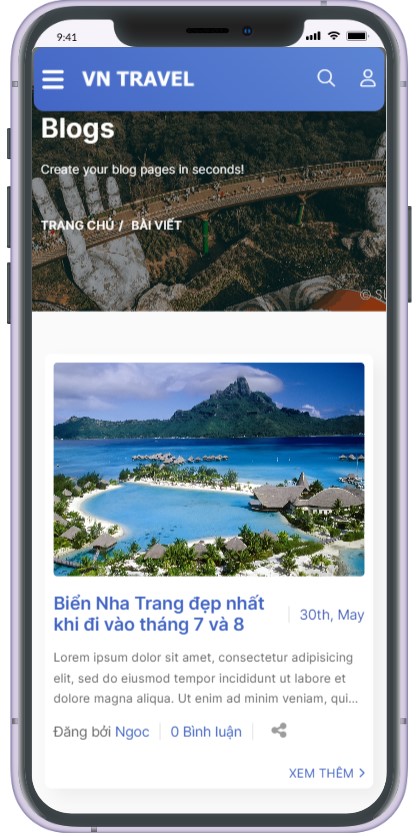 9:41
VN TRAVEL
Blogs
Create your blog pages in seconds!
TRANG CHỦ / BÀI VIẾT
Biển Nha Trang đẹp nhất
khi đi vào tháng 7 và 8
30th, May
Lorem ipsum dolor sit amet, consectetur adipisicing
elit, sed do eiusmod tempor incididunt ut labore et
dolore magna aliqua. Ut enim ad minim veniam, qui...
Đăng bởi Ngoc
0 Bình luận
XEM THÊM